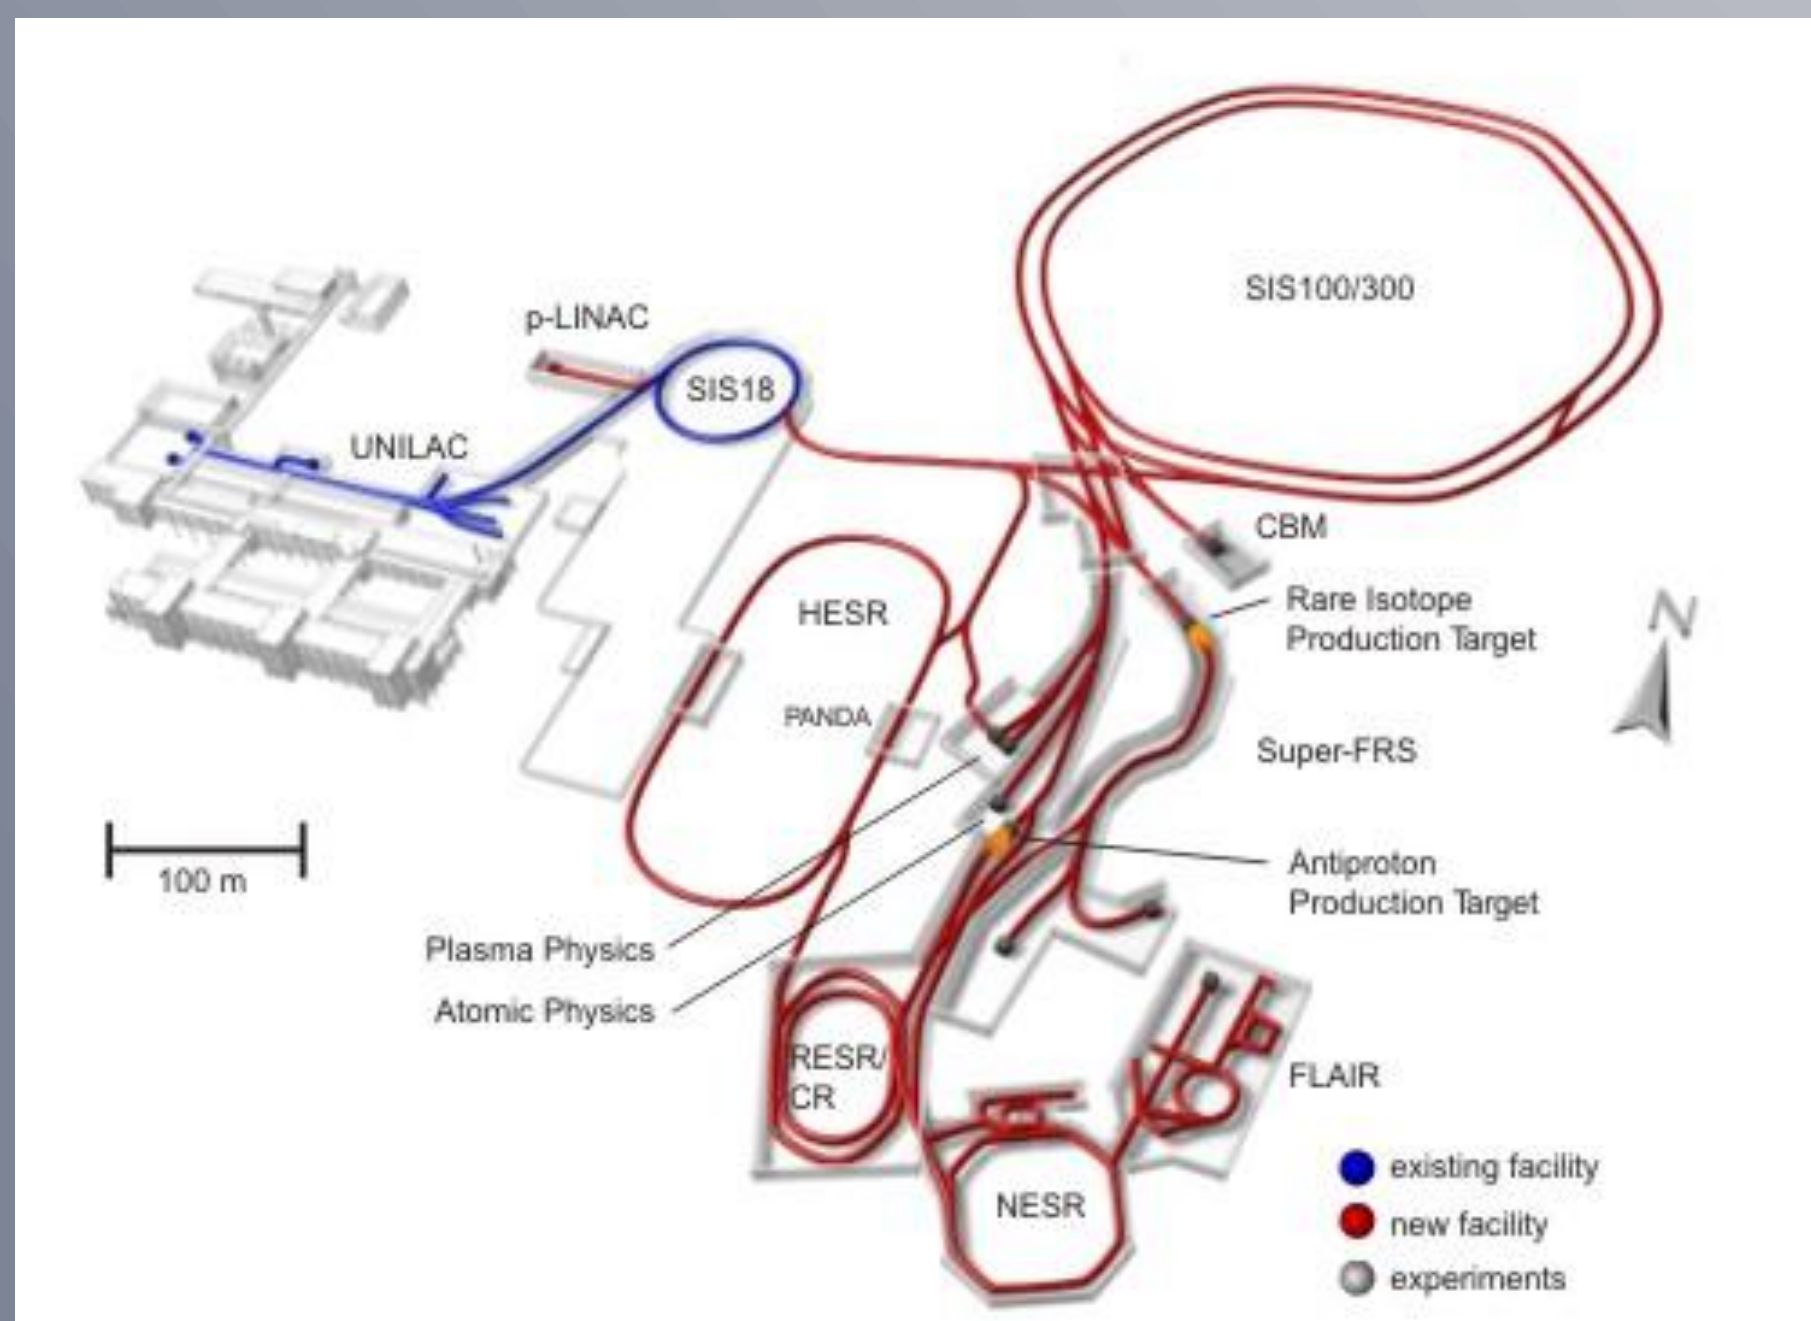 SIS100/300
p-LINAC
SIS18
UNILAC
CBM
Rare Isotope
Production Target
N
HESR
PANDA
Super-FRS
100 m
Antiproton
Production Target
Plasma Physics
Atomic Physics
RESR/
CR
FLAIR
NESR
existing facility
new facility
experiments